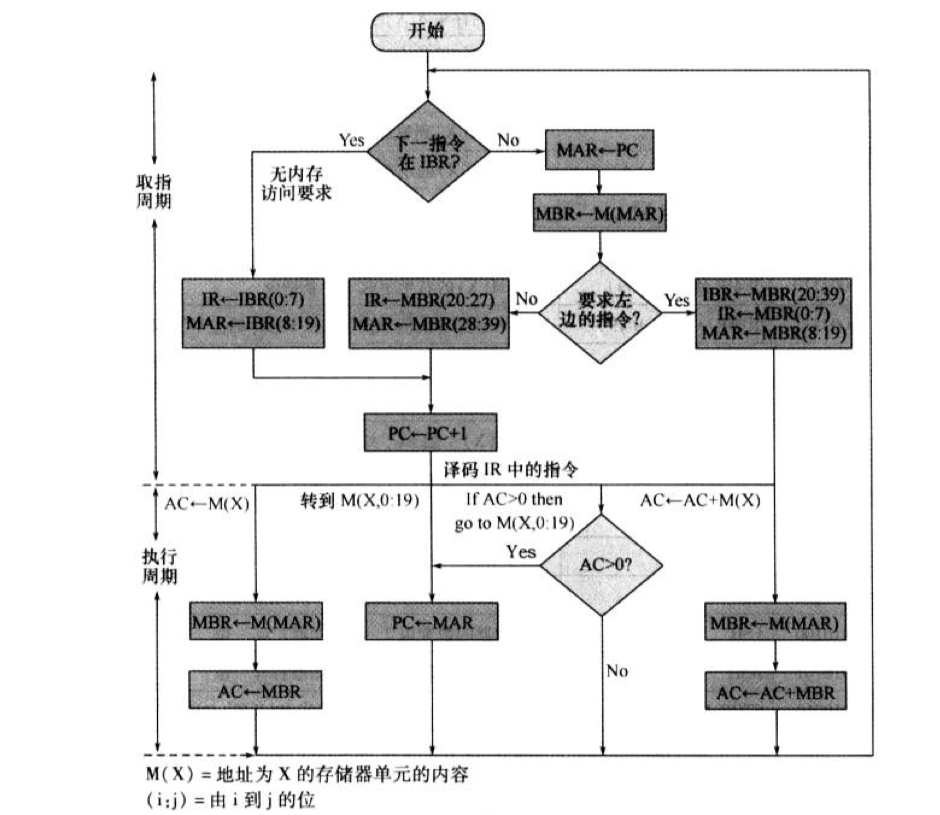 开始
下一指令
在 IBR?
Yes
No
MAR←PC
无内存
访问要求
取指
周期
MBR←M(MAR)
IR←IBR(0:7)
MAR←IBR(8:19)
IR←MBR(20:27)
MAR←MBR(28:39)
No
要求左
边的指令?
Yes
IBR←MBR(20:39)
IR←MBR(0:7)
MAR←MBR(8:19)
PC←PC+1
译码 IR 中的指令
AC←M(X)
转到 M(X,0:19)
If AC>0 then
go to M(X,0:19)
AC←AC+M(X)
执行
周期
Yes
AC>0?
MBR←M(MAR)
PC←MAR
MBR←M(MAR)
No
AC←MBR
AC←AC+MBR
M(X) = 地址为 X 的存储器单元的内容
(i:j) = 由 i 到 j 的位